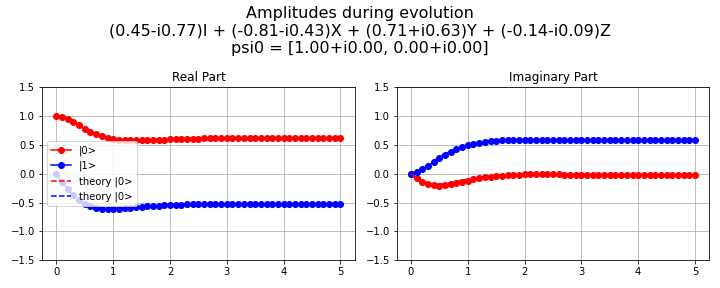 Amplitudes during evolution
(0.45-i0.77)I + (-0.81-i0.43)X + (0.71+i0.63)Y + (-0.14-i0.09)Z
psi0 = [1.00+i0.00, 0.00+i0.00]
Real Part
1.5
1.0
0.5
0.0
-0.5
-1.0
-1.5
|0>
|1>
theory |0>
theory |0>
0 1 2 3 4 5
Imaginary Part
1.5
1.0
0.5
0.0
-0.5
-1.0
-1.5
0 1 2 3 4 5